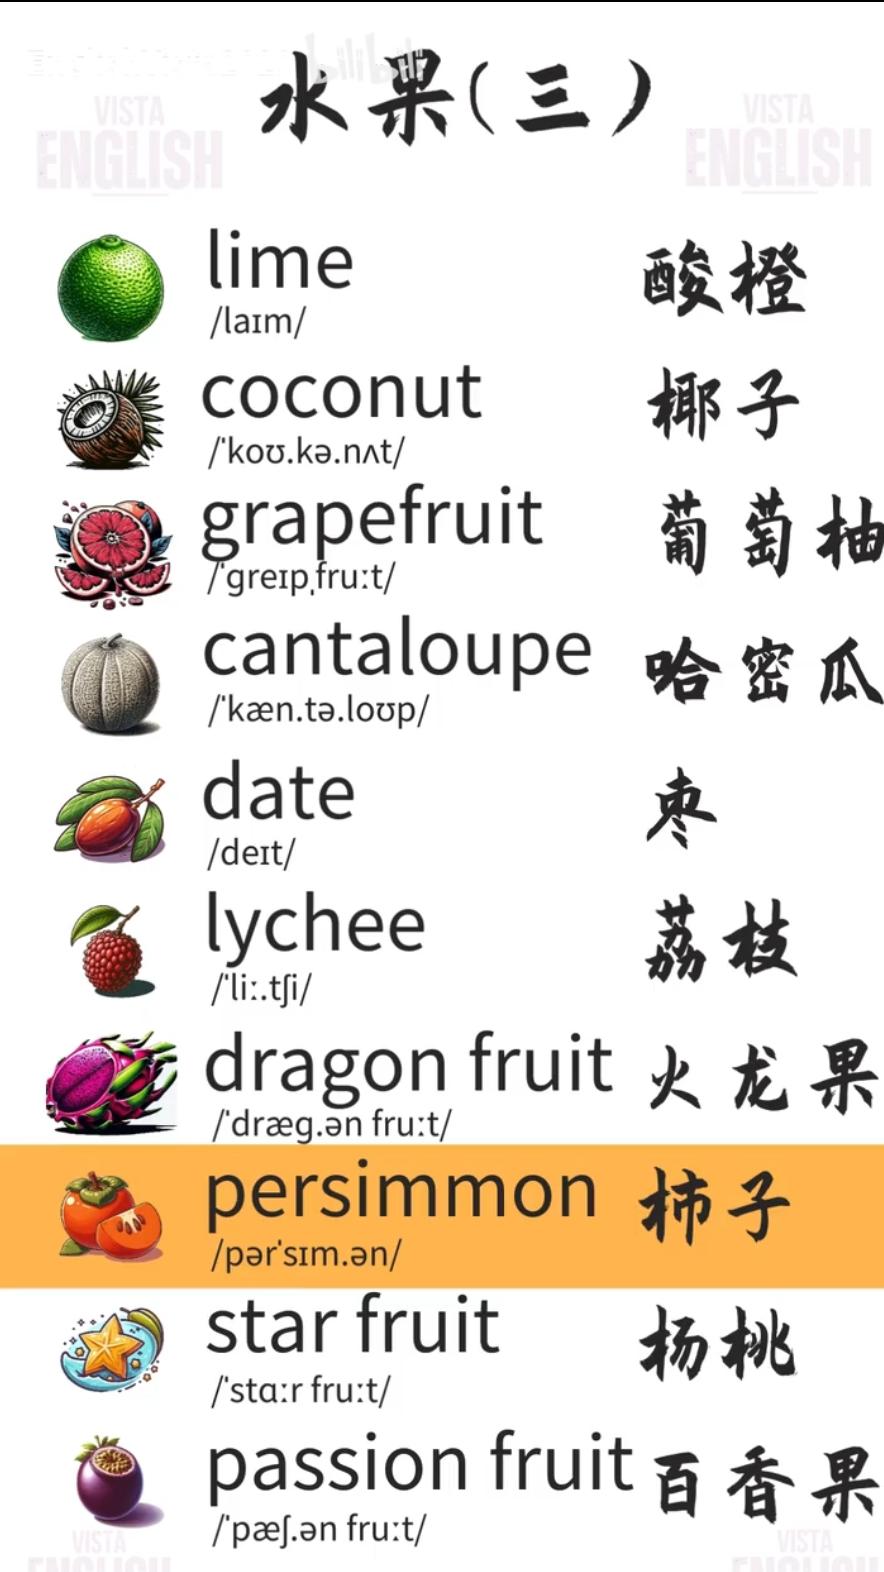 水果(三)
VISTA
ENGLISH
VISTA
ENGLISH
lime 酸橙
/laɪm/
coconut 椰子
/ˈkoʊ.kə.nʌt/
grapefruit 葡萄柚
/ˈɡreɪpˌfruːt/
cantaloupe 哈密瓜
/ˈkæn.tə.loʊp/
date 枣
/deɪt/
lychee 荔枝
/ˈliː.tʃi/
dragon fruit 火龙果
/ˈdræɡ.ən fruːt/
persimmon 柿子
/pərˈsɪm.ən/
star fruit 杨桃
/ˈstɑːr fruːt/
passion fruit 百香果
/ˈpæʃ.ən fruːt/
VISTA
ENGLISH
VISTA
ENGLISH